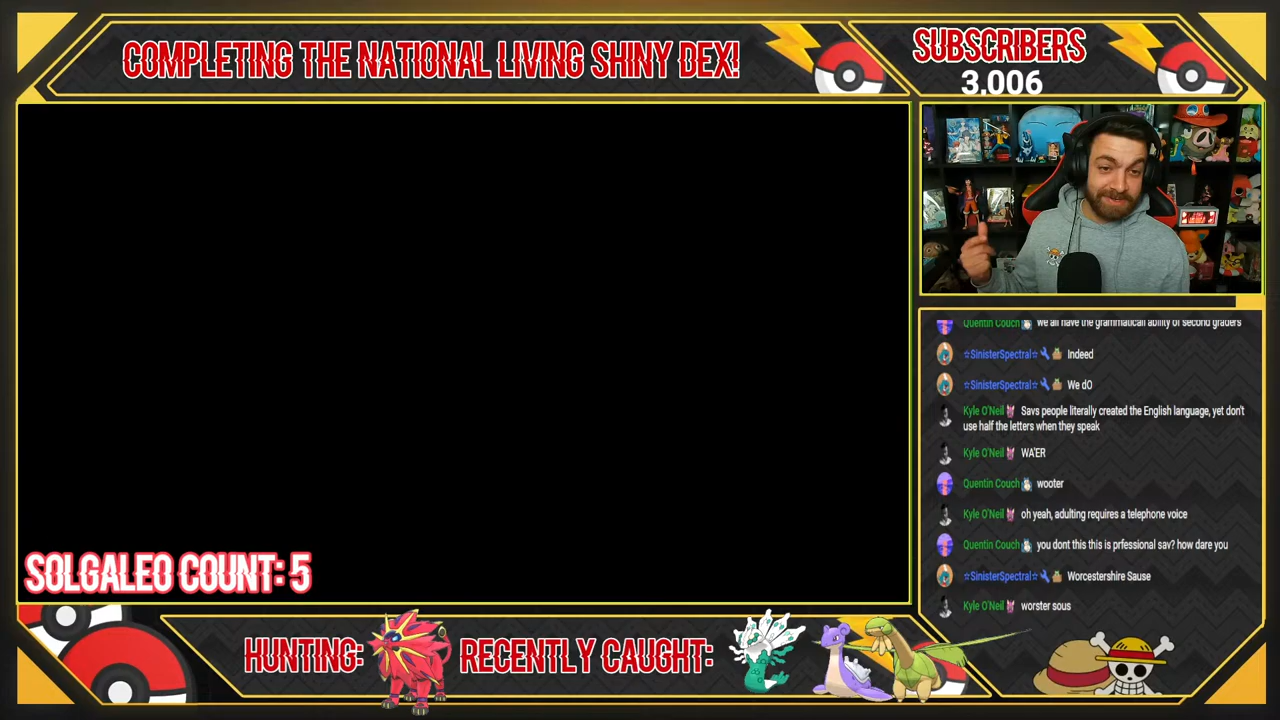 COMPLETING THE NATIONAL LIVING SHINY DEX!
SUBSCRIBERS
3,006
Quentin Couch we all have the grammaticall ability of second graders
☆SinisterSpectral☆ Indeed
☆SinisterSpectral☆ We dO
Kyle O'Neil Savs people literally created the English language, yet don't
use half the letters when they speak
Kyle O'Neil WA'ER
Quentin Couch wooter
Kyle O'Neil oh yeah, adulting requires a telephone voice
Quentin Couch you dont this this is prfessional sav? how dare you
☆SinisterSpectral☆ Worcestershire Sause
Kyle O'Neil worster sous
SOLGALEO COUNT: 5
HUNTING:
RECENTLY CAUGHT: